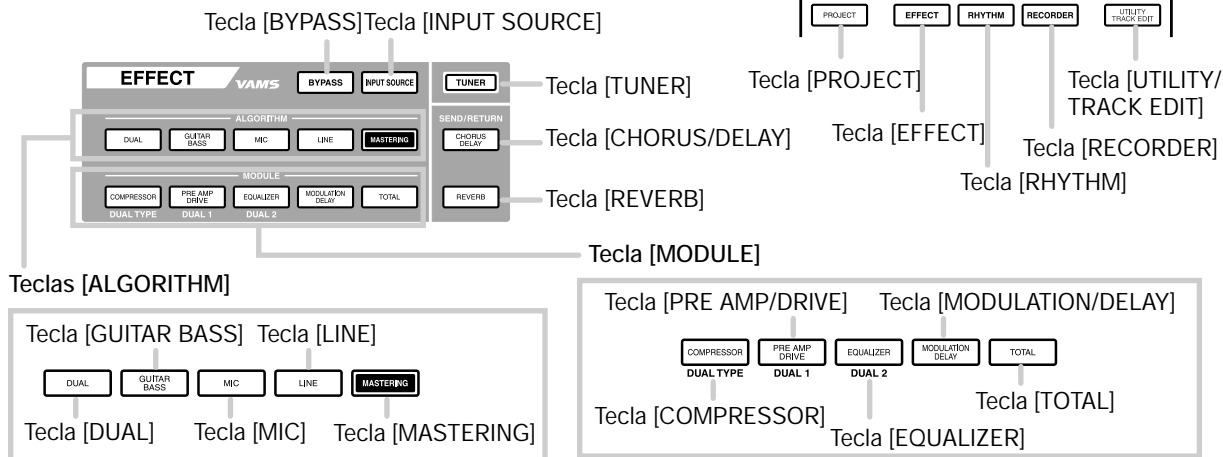 Tecla [BYPASS] Tecla [INPUT SOURCE]
PROJECT EFFECT RHYTHM RECORDER UTILITY
TRACK EDIT
EFFECT VAMS BYPASS INPUT SOURCE TUNER
Tecla [TUNER]
Tecla [PROJECT]
Tecla [UTILITY/
TRACK EDIT]
Tecla [EFFECT]
Tecla [RECORDER]
Tecla [RHYTHM]
ALGORITHM
SEND/RETURN
DUAL GUITAR
BASS MIC LINE MASTERING CHORUS
DELAY
Tecla [CHORUS/DELAY]
MODULE
COMPRESSOR PRE AMP
DRIVE EQUALIZER MODULATION
DELAY TOTAL REVERB
DUAL TYPE DUAL 1 DUAL 2
Tecla [REVERB]
Tecla [MODULE]
Teclas [ALGORITHM]
Tecla [GUITAR BASS] Tecla [LINE]
DUAL GUITAR
BASS MIC LINE MASTERING
Tecla [DUAL] Tecla [MIC] Tecla [MASTERING]
Tecla [PRE AMP/DRIVE] Tecla [MODULATION/DELAY]
COMPRESSOR PRE AMP
DRIVE EQUALIZER MODULATION
DELAY TOTAL
DUAL TYPE DUAL 1 DUAL 2
Tecla [COMPRESSOR]
Tecla [TOTAL]
Tecla [EQUALIZER]